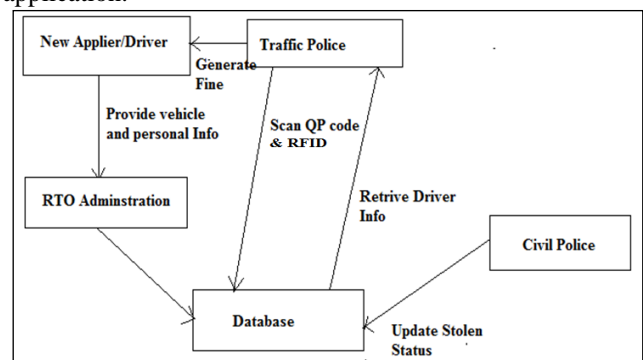 application.
New Applier/Driver
Traffic Police
Generate
Fine
Provide vehicle
and personal Info
Scan QP code
& RFID
RTO Adminstration
Retrive Driver
Info
Civil Police
Database
Update Stolen
Status